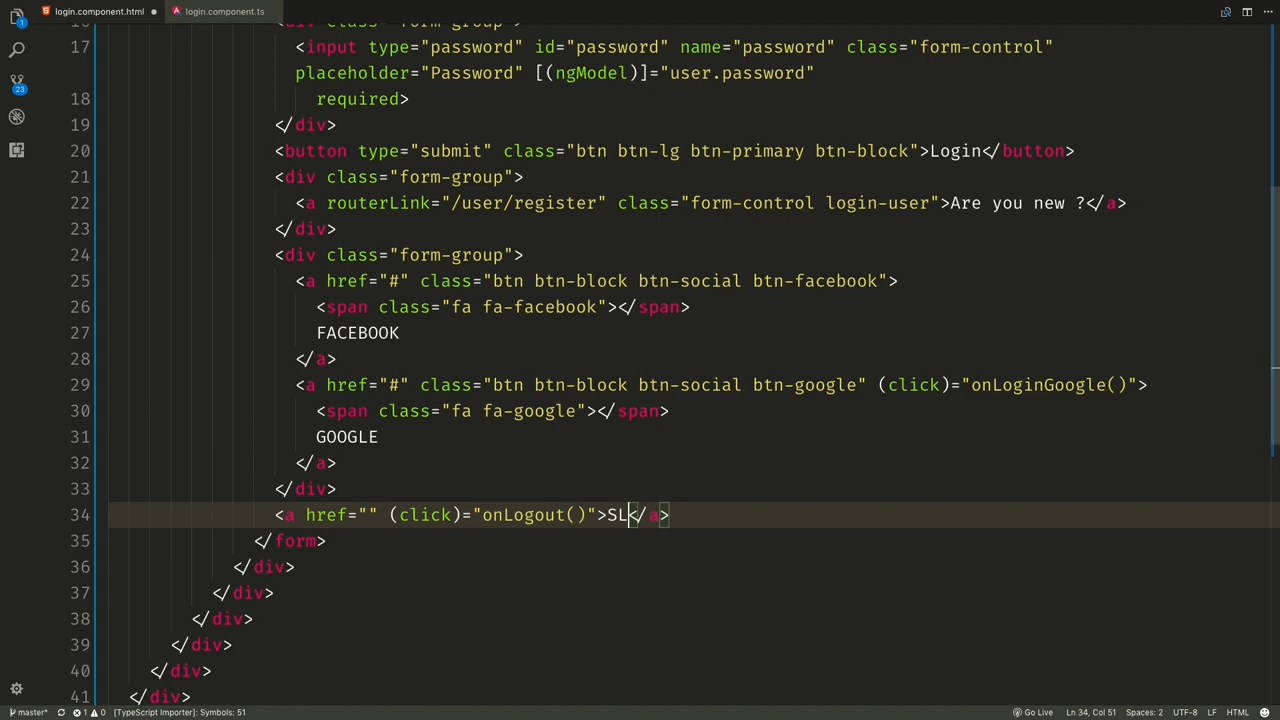 login.component.html
login.component.ts
1
23
17 <input type="password" id="password" name="password" class="form-control"
placeholder="Password" [(ngModel)]="user.password"
18 required>
19 </div>
20 <button type="submit" class="btn btn-lg btn-primary btn-block">Login</button>
21 <div class="form-group">
22 <a routerLink="/user/register" class="form-control login-user">Are you new ?</a>
23 </div>
24 <div class="form-group">
25 <a href="#" class="btn btn-block btn-social btn-facebook">
26 <span class="fa fa-facebook"></span>
27 FACEBOOK
28 </a>
29 <a href="#" class="btn btn-block btn-social btn-google" (click)="onLoginGoogle()">
30 <span class="fa fa-google"></span>
31 GOOGLE
32 </a>
33 </div>
34 <a href="" (click)="onLogout()">SL</a>
35 </form>
36 </div>
37 </div>
38 </div>
39 </div>
40 </div>
41 </div>
master* 1 0 [TypeScript Importer]: Symbols: 51 Go Live Ln 34, Col 51 Spaces: 2 UTF-8 LF HTML